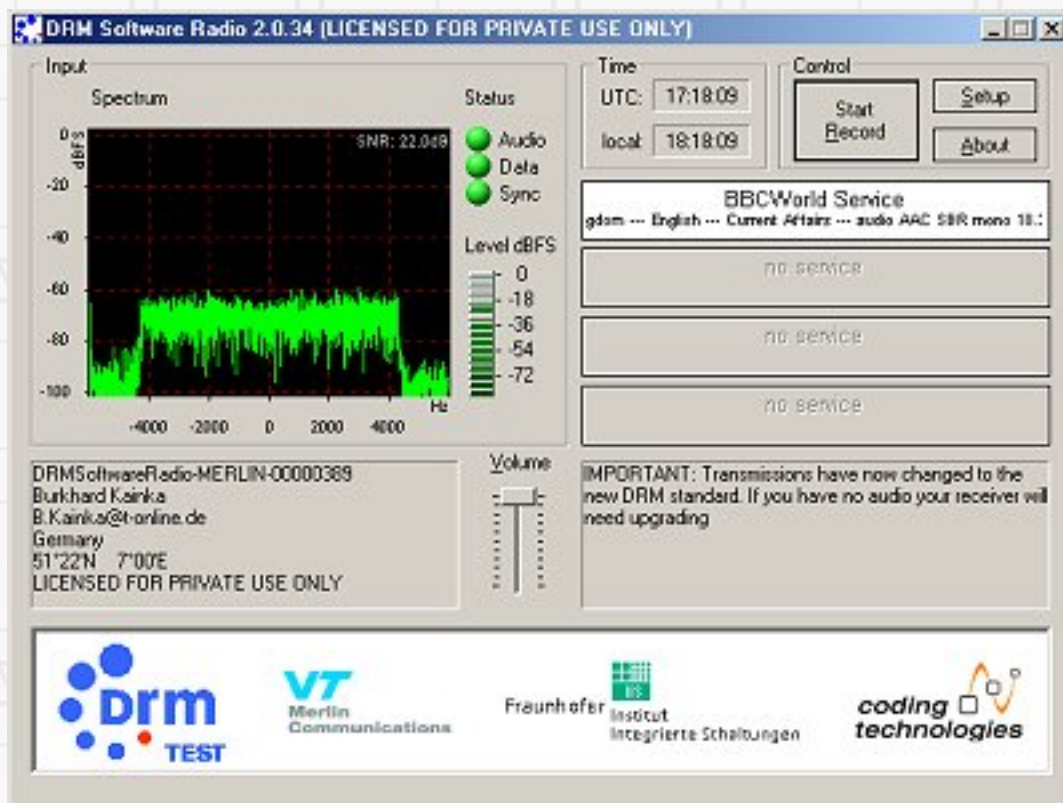 DRM Software Radio 2.0.34 (LICENSED FOR PRIVATE USE ONLY)
Input
Spectrum
Status
SNR: 22.0dB
Audio
Data
Sync
0
dBFS
-20
-40
-60
-80
-100
Hz
-4000 -2000 0 2000 4000
Level dBFS
0
-18
-36
-54
-72
Time
UTC: 17:18:09
local: 18:18:09
Control
Start
Record
Setup
About
BBCWorld Service
gdom --- English --- Current Affairs --- audio AAC SBR mono
no service
no service
no service
DRMSoftwareRadio-MERLIN-00000389
Burkhard Kainka
B.Kainka@t-online.de
Germany
51°22'N 7°00'E
LICENSED FOR PRIVATE USE ONLY
Volume
IMPORTANT: Transmissions have now changed to the
new DRM standard. If you have no audio your receiver will
need upgrading
Drm
TEST
VT
Merlin
Communications
Fraunhofer
IIS
Institut
Integrierte Schaltungen
coding
technologies